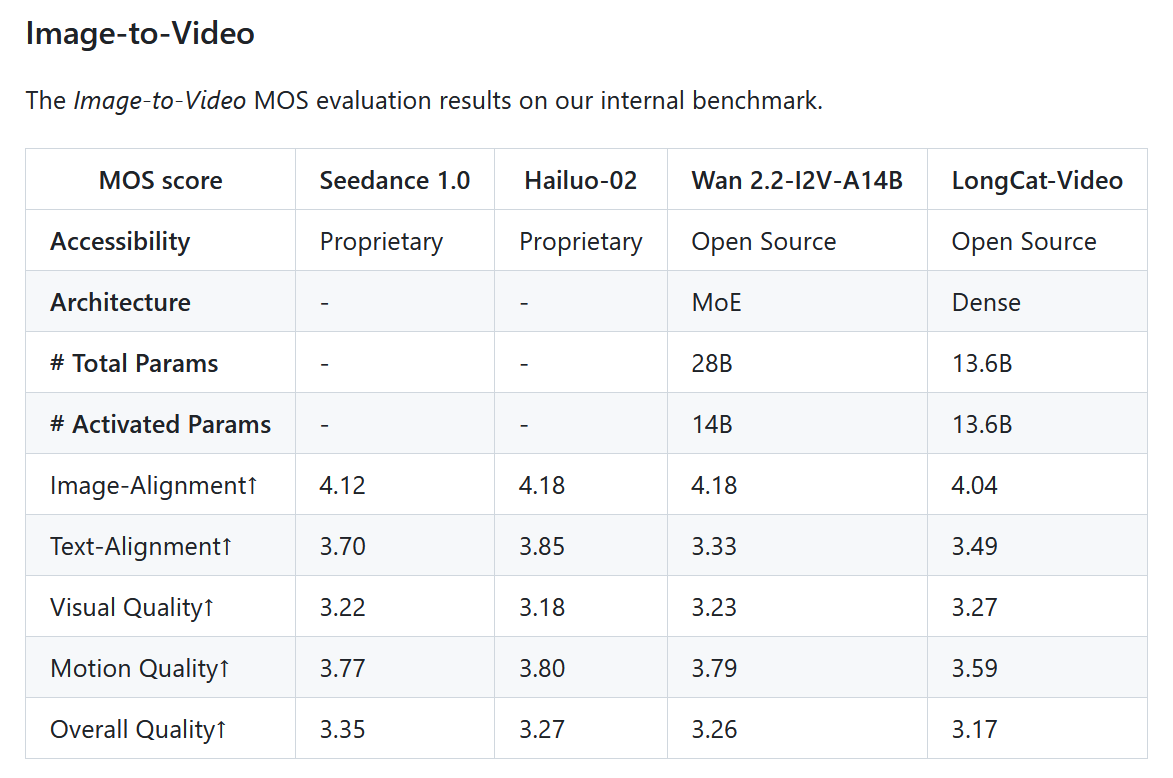 Image-to-Video
The Image-to-Video MOS evaluation results on our internal benchmark.
MOS score Seedance 1.0 Hailuo-02 Wan 2.2-I2V-A14B LongCat-Video
Accessibility Proprietary Proprietary Open Source Open Source
Architecture - - MoE Dense
# Total Params - - 28B 13.6B
# Activated Params - - 14B 13.6B
Image-Alignment↑ 4.12 4.18 4.18 4.04
Text-Alignment↑ 3.70 3.85 3.33 3.49
Visual Quality↑ 3.22 3.18 3.23 3.27
Motion Quality↑ 3.77 3.80 3.79 3.59
Overall Quality↑ 3.35 3.27 3.26 3.17